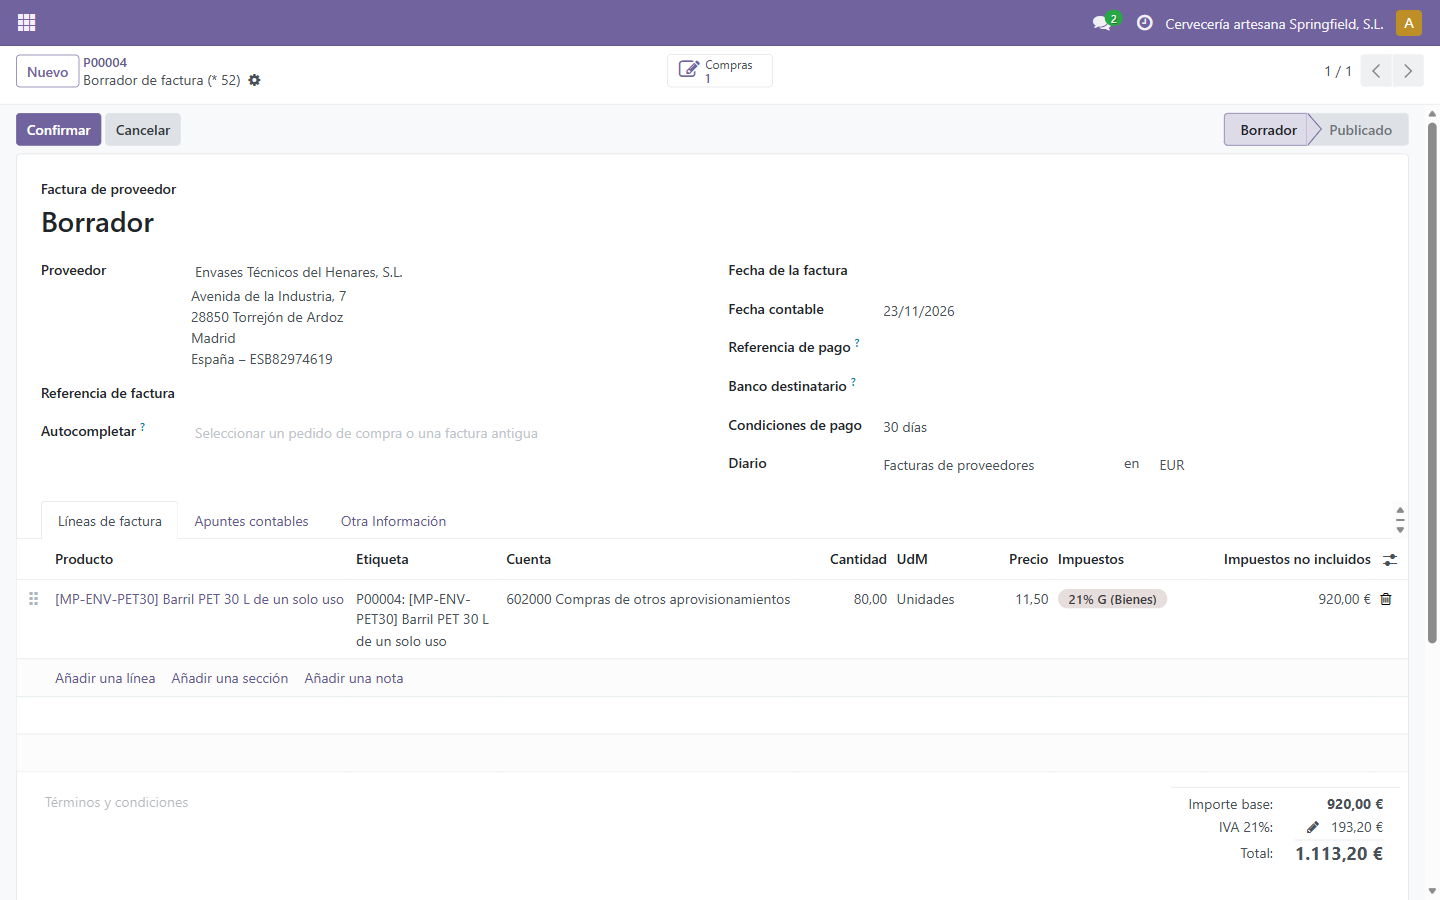 2
Cervecería artesana Springfield, S.L.
A
Nuevo
P00004
Borrador de factura (* 52)
Compras
1
1 / 1
Confirmar
Cancelar
Borrador
Publicado
Factura de proveedor
Borrador
Proveedor
Envases Técnicos del Henares, S.L.
Avenida de la Industria, 7
28850 Torrejón de Ardoz
Madrid
España – ESB82974619
Referencia de factura
Autocompletar ?
Seleccionar un pedido de compra o una factura antigua
Fecha de la factura
Fecha contable
23/11/2026
Referencia de pago ?
Banco destinatario ?
Condiciones de pago
30 días
Diario
Facturas de proveedores
en
EUR
Líneas de factura
Apuntes contables
Otra Información
Producto
Etiqueta
Cuenta
Cantidad
UdM
Precio
Impuestos
Impuestos no incluidos
[MP-ENV-PET30] Barril PET 30 L de un solo uso
P00004: [MP-ENV-
PET30] Barril PET 30 L
de un solo uso
602000 Compras de otros aprovisionamientos
80,00
Unidades
11,50
21% G (Bienes)
920,00 €
Añadir una línea
Añadir una sección
Añadir una nota
Términos y condiciones
Importe base:
920,00 €
IVA 21%:
193,20 €
Total:
1.113,20 €